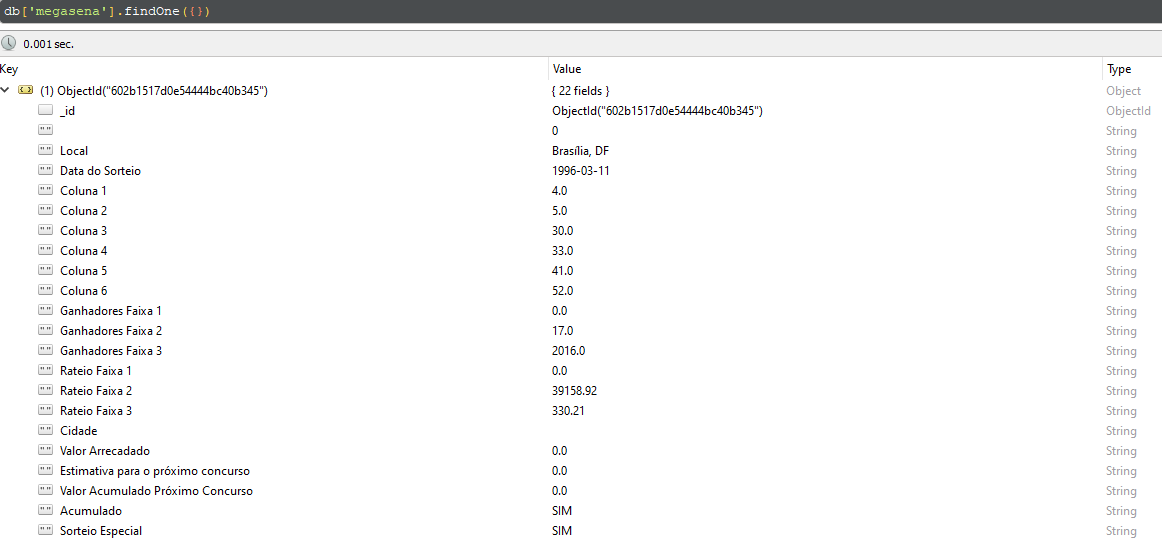 db['megasena'].findOne({})
0.001 sec.
Key Value Type
(1) ObjectId("602b1517d0e54444bc40b345") { 22 fields } Object
_id ObjectId("602b1517d0e54444bc40b345") ObjectId
"" 0 String
"" Local Brasília, DF String
"" Data do Sorteio 1996-03-11 String
"" Coluna 1 4.0 String
"" Coluna 2 5.0 String
"" Coluna 3 30.0 String
"" Coluna 4 33.0 String
"" Coluna 5 41.0 String
"" Coluna 6 52.0 String
"" Ganhadores Faixa 1 0.0 String
"" Ganhadores Faixa 2 17.0 String
"" Ganhadores Faixa 3 2016.0 String
"" Rateio Faixa 1 0.0 String
"" Rateio Faixa 2 39158.92 String
"" Rateio Faixa 3 330.21 String
"" Cidade String
"" Valor Arrecadado 0.0 String
"" Estimativa para o próximo concurso 0.0 String
"" Valor Acumulado Próximo Concurso 0.0 String
"" Acumulado SIM String
"" Sorteio Especial SIM String